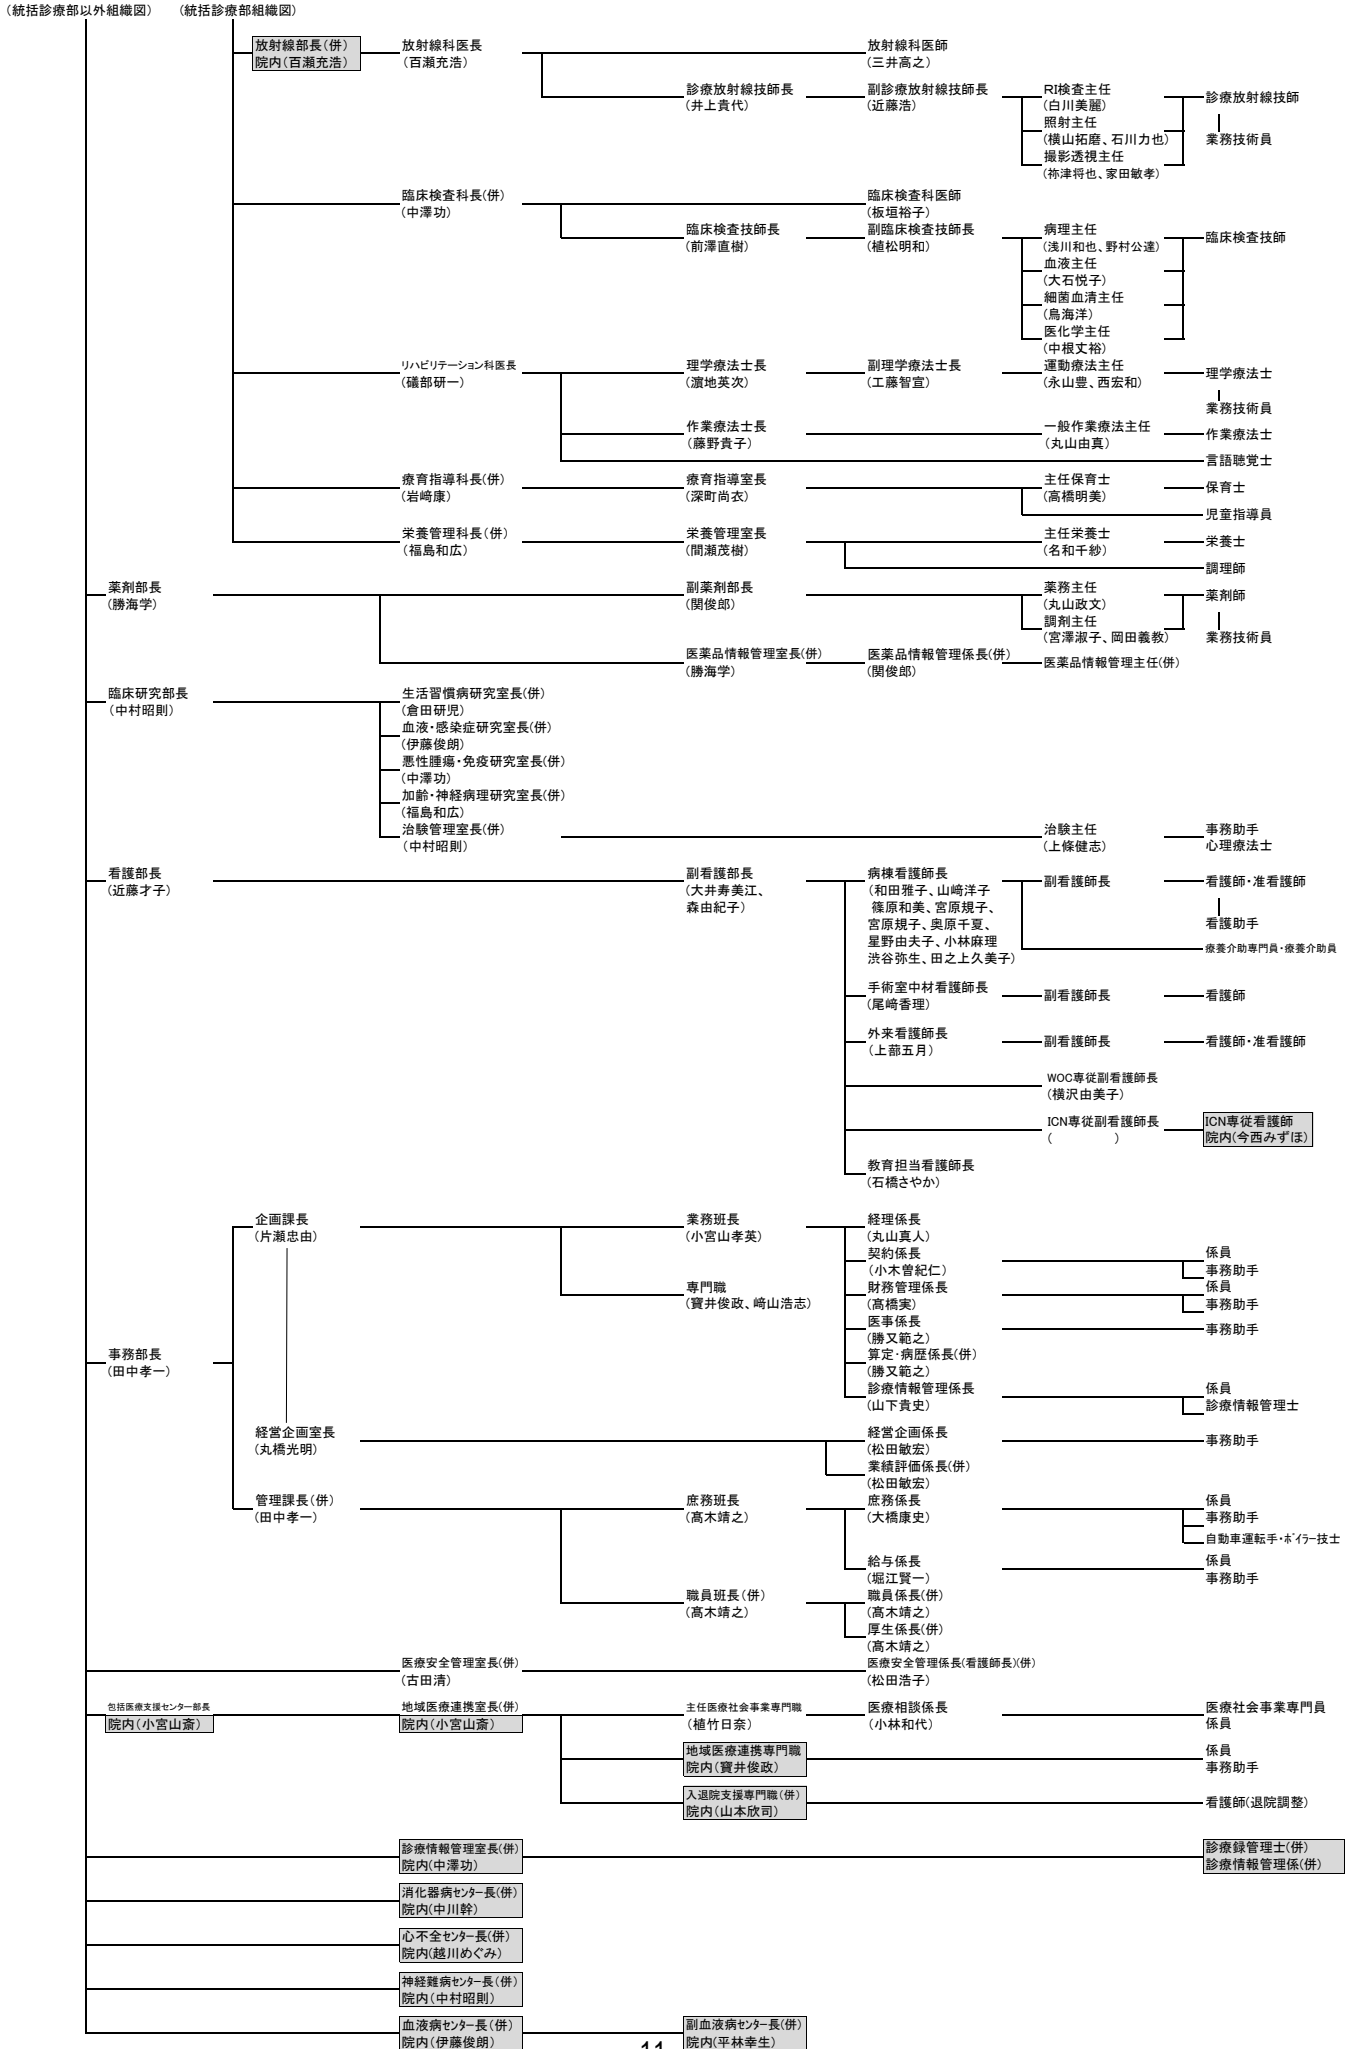 （統括診療部以外組織図）
（統括診療部組織図）
放射線部長（併）
院内（百瀬充浩）
放射線科医長
（百瀬充浩）
放射線科医師
（三井高之）
診療放射線技師長
（井上貴代）
副診療放射線技師長
（近藤浩）
RI検査主任
（白川美麗）
照射主任
（横山拓磨、石川力也）
撮影透視主任
（祢津将也、家田敏孝）
診療放射線技師
業務技術員
臨床検査科長（併）
（中澤功）
臨床検査科医師
（板垣裕子）
臨床検査技師長
（前澤直樹）
副臨床検査技師長
（植松明和）
病理主任
（浅川和也、野村公達）
血液主任
（大石悦子）
細菌血清主任
（鳥海洋）
医化学主任
（中根丈裕）
臨床検査技師
リハビリテーション科医長
（礒部研一）
理学療法士長
（濵地英次）
副理学療法士長
（工藤智宣）
運動療法主任
（永山豊、西宏和）
理学療法士
業務技術員
作業療法士長
（藤野貴子）
一般作業療法主任
（丸山由真）
作業療法士
言語聴覚士
療育指導科長（併）
（岩﨑康）
療育指導室長
（深町尚衣）
主任保育士
（高橋明美）
保育士
児童指導員
栄養管理科長（併）
（福島和広）
栄養管理室長
（間瀬茂樹）
主任栄養士
（名和千紗）
栄養士
調理師
薬剤部長
（勝海学）
副薬剤部長
（関俊郎）
薬務主任
（丸山政文）
調剤主任
（宮澤淑子、岡田義教）
薬剤師
業務技術員
医薬品情報管理室長（併）
（勝海学）
医薬品情報管理係長（併）
（関俊郎）
医薬品情報管理主任（併）
臨床研究部長
（中村昭則）
生活習慣病研究室長（併）
（倉田研児）
血液・感染症研究室長（併）
（伊藤俊朗）
悪性腫瘍・免疫研究室長（併）
（中澤功）
加齢・神経病理研究室長（併）
（福島和広）
治験管理室長（併）
（中村昭則）
治験主任
（上條健志）
事務助手
心理療法士
看護部長
（近藤才子）
副看護部長
（大井寿美江、
森由紀子）
病棟看護師長
（和田雅子、山﨑洋子
篠原和美、宮原規子、
宮原規子、奥原千夏、
星野由夫子、小林麻理
渋谷弥生、田之上久美子）
副看護師長
看護師・准看護師
看護助手
療養介助専門員・療養介助員
手術室中材看護師長
（尾﨑香理）
副看護師長
看護師
外来看護師長
（上蔀五月）
副看護師長
看護師・准看護師
WOC専従副看護師長
（横沢由美子）
ICN専従副看護師長
（　　　　　）
ICN専従看護師
院内（今西みずほ）
教育担当看護師長
（石橋さやか）
企画課長
（片瀬忠由）
業務班長
（小宮山孝英）
経理係長
（丸山真人）
契約係長
（小木曽紀仁）
係員
事務助手
専門職
（寶井俊政、﨑山浩志）
財務管理係長
（髙橋実）
係員
事務助手
医事係長
（勝又範之）
事務助手
算定・病歴係長（併）
（勝又範之）
診療情報管理係長
（山下貴史）
係員
診療情報管理士
事務部長
（田中孝一）
経営企画室長
（丸橋光明）
経営企画係長
（松田敏宏）
事務助手
業績評価係長（併）
（松田敏宏）
管理課長（併）
（田中孝一）
庶務班長
（髙木靖之）
庶務係長
（大橋康史）
係員
事務助手
自動車運転手・ボイラー技士
給与係長
（堀江賢一）
係員
事務助手
職員班長（併）
（髙木靖之）
職員係長（併）
（髙木靖之）
厚生係長（併）
（髙木靖之）
医療安全管理室長（併）
（古田清）
医療安全管理係長（看護師長）（併）
（松田浩子）
包括医療支援センター部長
院内（小宮山斎）
地域医療連携室長（併）
院内（小宮山斎）
主任医療社会事業専門職
（植竹日奈）
医療相談係長
（小林和代）
医療社会事業専門員
係員
地域医療連携専門職
院内（寶井俊政）
係員
事務助手
入退院支援専門職（併）
院内（山本欣司）
看護師（退院調整）
診療情報管理室長（併）
院内（中澤功）
診療録管理士（併）
診療情報管理係（併）
消化器病センター長（併）
院内（中川幹）
心不全センター長（併）
院内（越川めぐみ）
神経難病センター長（併）
院内（中村昭則）
血液病センター長（併）
院内（伊藤俊朗）
副血液病センター長（併）
院内（平林幸生）
11